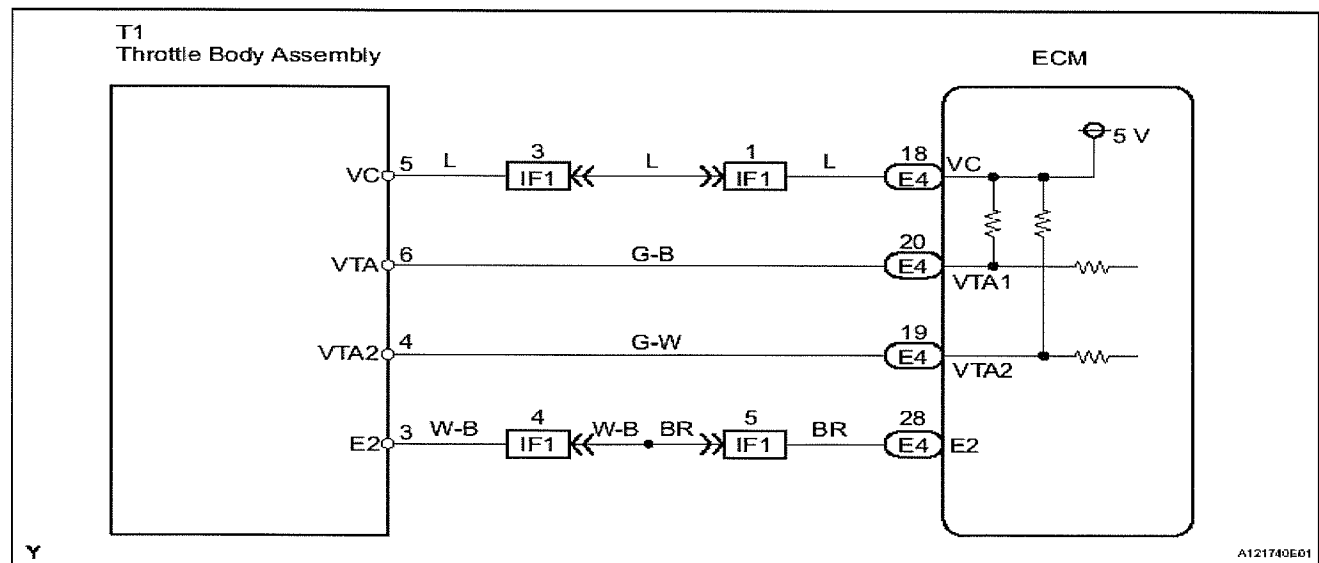 T1
Throttle Body Assembly
ECM
5 V
VC 5 L 3 IF1 L 1 IF1 L 18 E4 VC
VTA 6 G-B 20 E4 VTA1
VTA2 4 G-W 19 E4 VTA2
E2 3 W-B 4 IF1 W-B BR 5 IF1 BR 28 E4 E2
Y
A121740E01